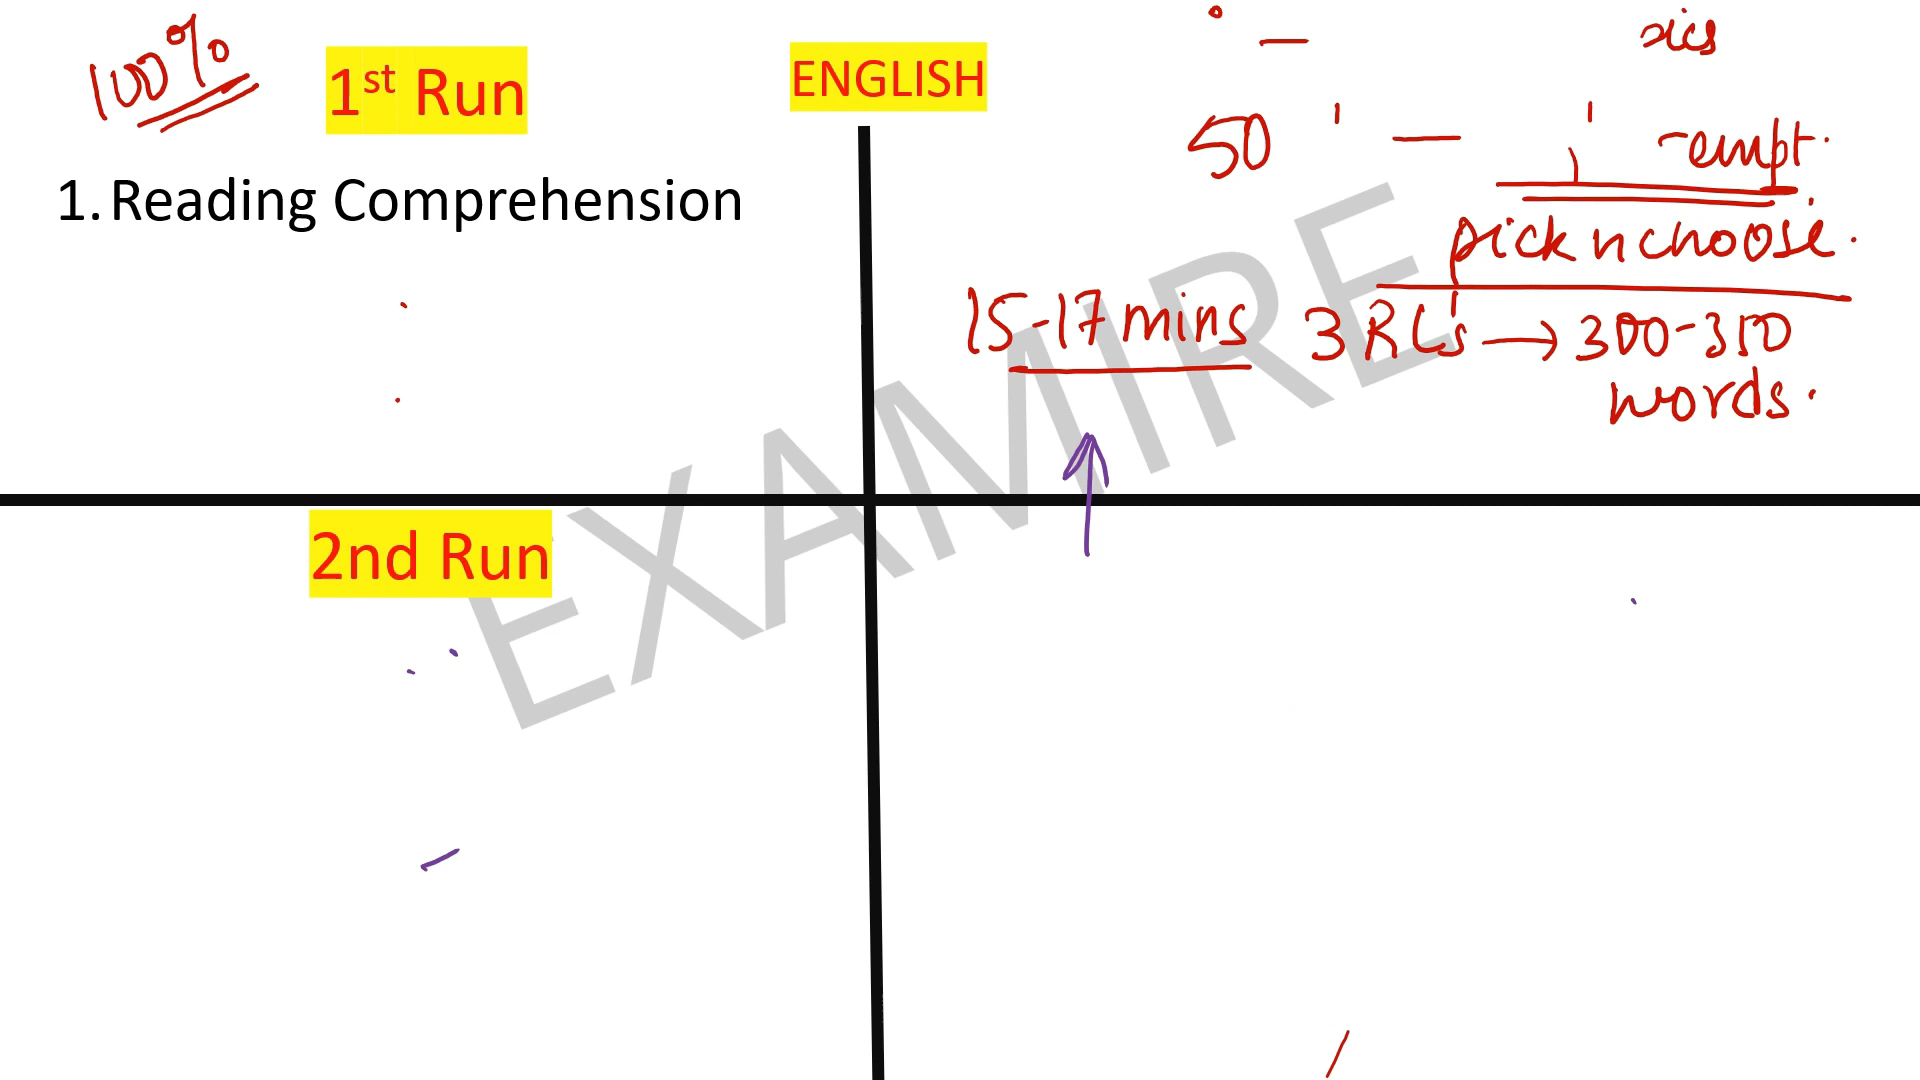 100%
1st Run
ENGLISH
50
1. Reading Comprehension
pick n choose.
15-17 mins 3 RC's → 300-350
words.
2nd Run
EXAMIRE